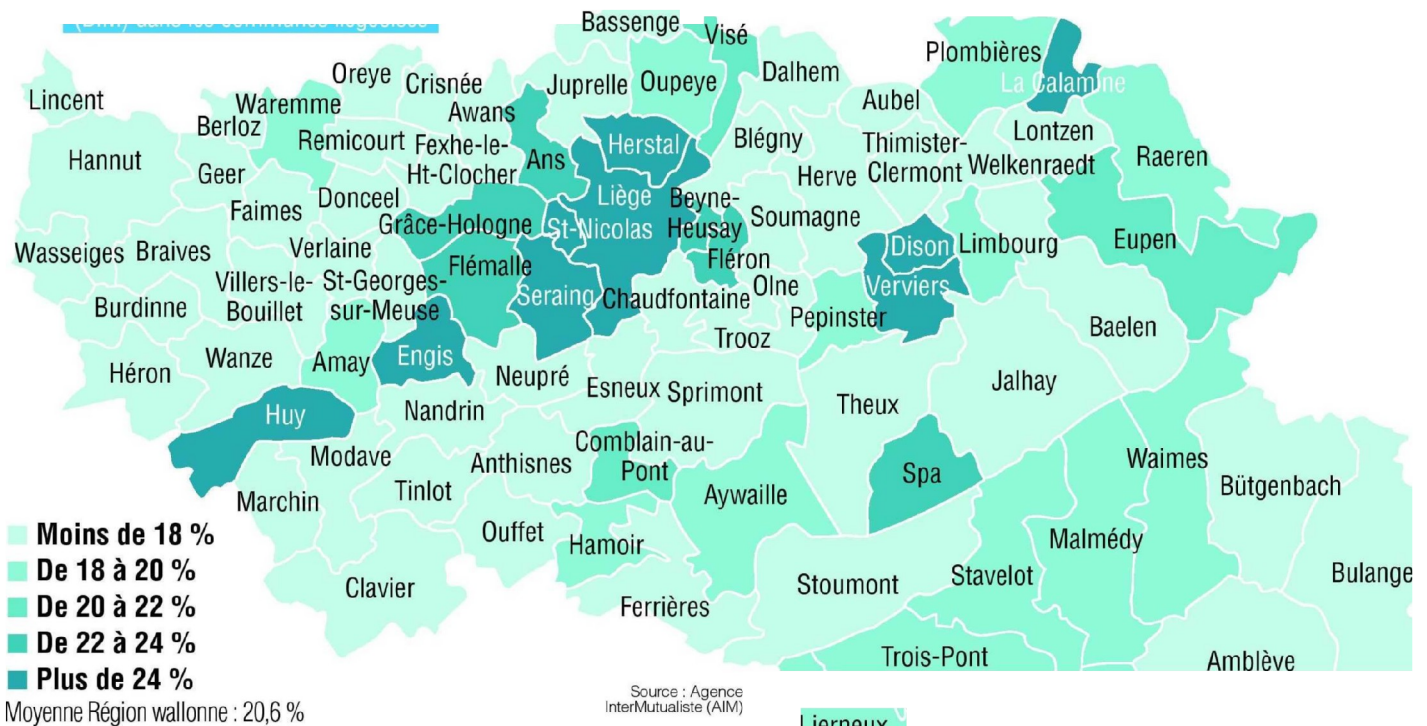 (BIM) dans les communes liégeoises
Bassenge
Visé
Plombières
Oreye
Crisnée
Juprelle
Oupeye
Dalhem
La Calamine
Lincent
Waremme
Awans
Aubel
Berloz
Remicourt
Fexhe-le-
Ht-Clocher
Ans
Herstal
Blégny
Thimister-
Clermont
Lontzen
Welkenraedt
Raeren
Hannut
Geer
Donceel
Liège
Beyne-
Heusay
Herve
Faimes
Grâce-Hologne
St-Nicolas
Soumagne
Wasseiges
Braives
Verlaine
Flémalle
Fléron
Dison
Limbourg
Eupen
Villers-le-
Bouillet
St-Georges-
sur-Meuse
Seraing
Chaudfontaine
Olne
Verviers
Burdinne
Pepinster
Trooz
Baelen
Héron
Wanze
Amay
Engis
Neupré
Esneux
Sprimont
Theux
Jalhay
Huy
Nandrin
Modave
Anthisnes
Comblain-au-
Pont
Spa
Waimes
Marchin
Tinlot
Aywaille
Bütgenbach
Ouffet
Hamoir
Malmédy
Clavier
Ferrières
Stoumont
Stavelot
Bulange
Trois-Pont
Amblève
Moins de 18 %
De 18 à 20 %
De 20 à 22 %
De 22 à 24 %
Plus de 24 %
Moyenne Région wallonne : 20,6 %
Source : Agence
InterMutualiste (AIM)
Lierneux